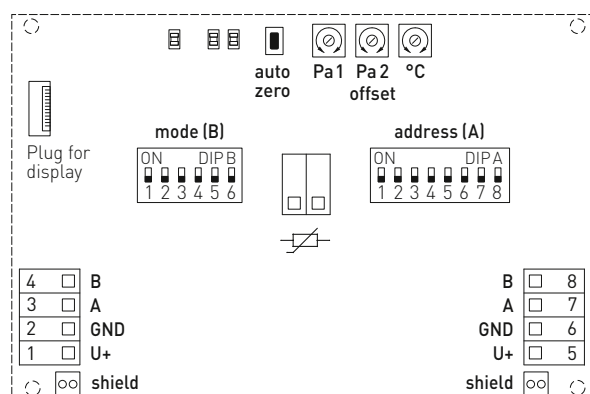 auto
zero
Pa 1 Pa 2 °C
offset
Plug for
display
mode (B)
ON DIP B
1 2 3 4 5 6
address (A)
ON DIP A
1 2 3 4 5 6 7 8
4 B
3 A
2 GND
1 U+
shield
B 8
A 7
GND 6
U+ 5
shield